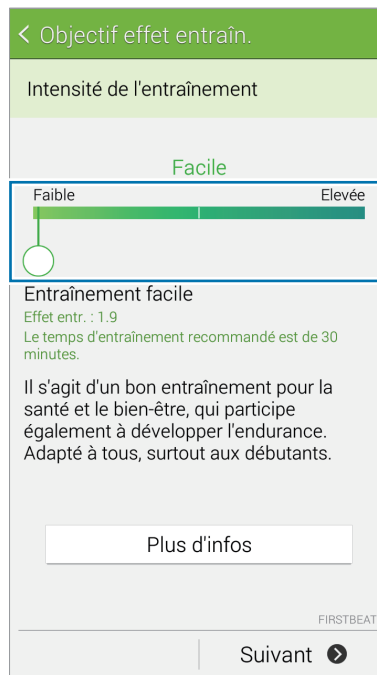 Objectif effet entraîn.
Intensité de l'entraînement
Facile
Faible Elevée
Entraînement facile
Effet entr. : 1.9
Le temps d'entraînement recommandé est de 30
minutes.
Il s'agit d'un bon entraînement pour la
santé et le bien-être, qui participe
également à développer l'endurance.
Adapté à tous, surtout aux débutants.
Plus d'infos
FIRSTBEAT
Suivant